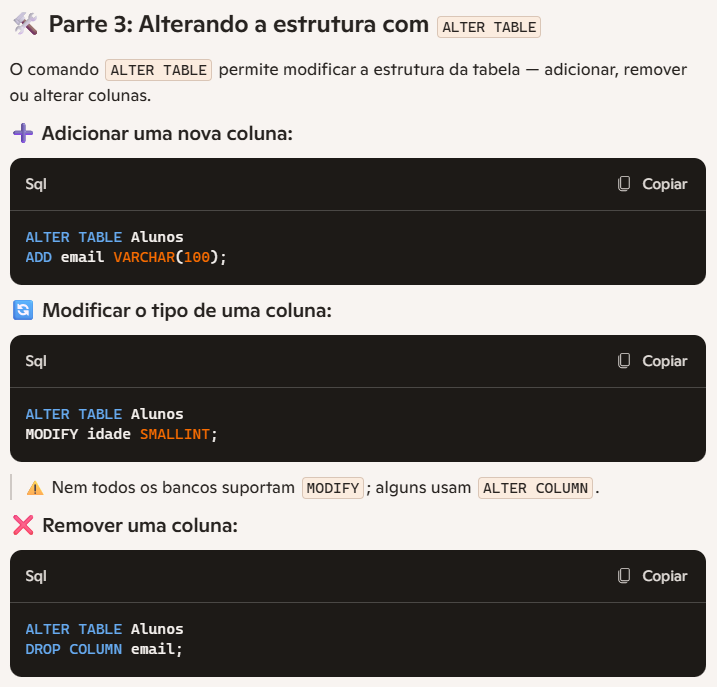 Parte 3: Alterando a estrutura com ALTER TABLE
O comando ALTER TABLE permite modificar a estrutura da tabela — adicionar, remover
ou alterar colunas.
Adicionar uma nova coluna:
Sql
Copiar
ALTER TABLE Alunos
ADD email VARCHAR(100);
Modificar o tipo de uma coluna:
Sql
Copiar
ALTER TABLE Alunos
MODIFY idade SMALLINT;
Nem todos os bancos suportam MODIFY; alguns usam ALTER COLUMN.
Remover uma coluna:
Sql
Copiar
ALTER TABLE Alunos
DROP COLUMN email;